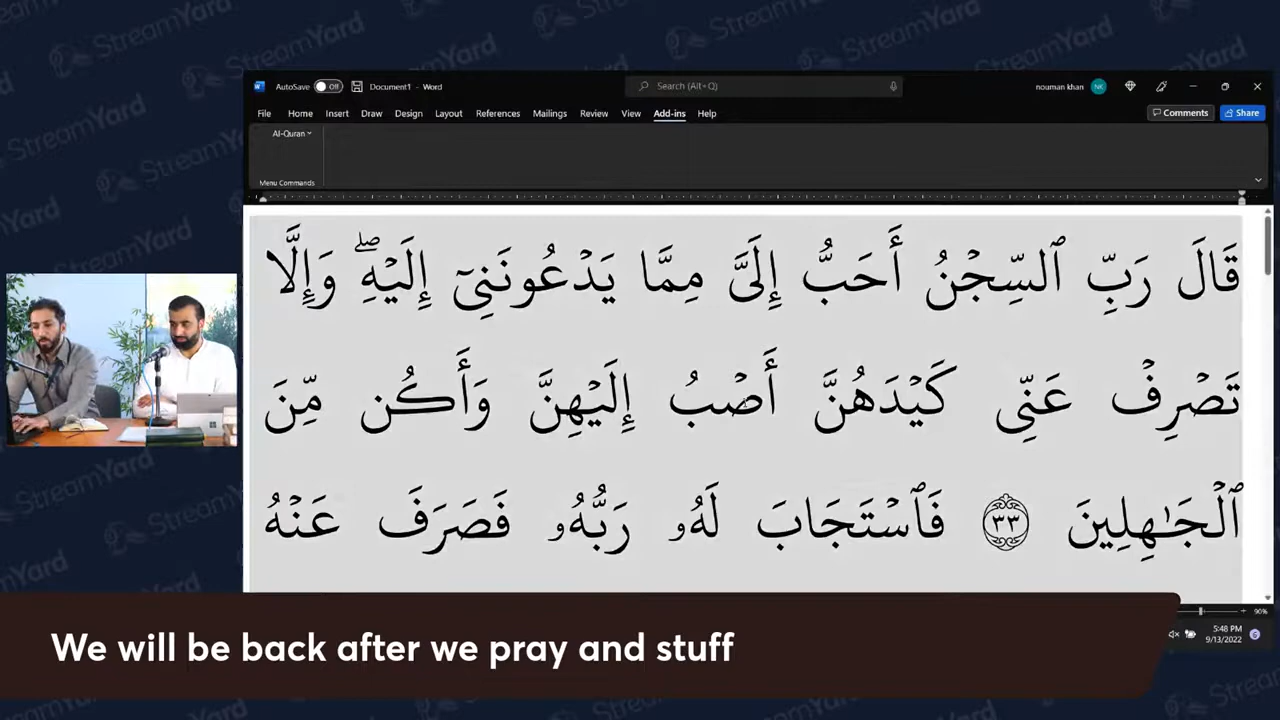 StreamYard
AutoSave Off Document1 - Word Search (Alt+Q) nouman khan NK
File Home Insert Draw Design Layout References Mailings Review View Add-ins Help Comments Share
Al-Quran
Menu Commands
قَالَ رَبِّ ٱلسِّجۡنُ أَحَبُّ إِلَىَّ مِمَّا يَدۡعُونَنِىٓ إِلَيۡهِۖ وَإِلَّا
تَصۡرِفۡ عَنِّى كَيۡدَهُنَّ أَصۡبُ إِلَيۡهِنَّ وَأَكُن مِّنَ
ٱلۡجَـٰهِلِينَ ٣٣ فَٱسۡتَجَابَ لَهُۥ رَبُّهُۥ فَصَرَفَ عَنۡهُ
90%
We will be back after we pray and stuff
5:48 PM
9/13/2022